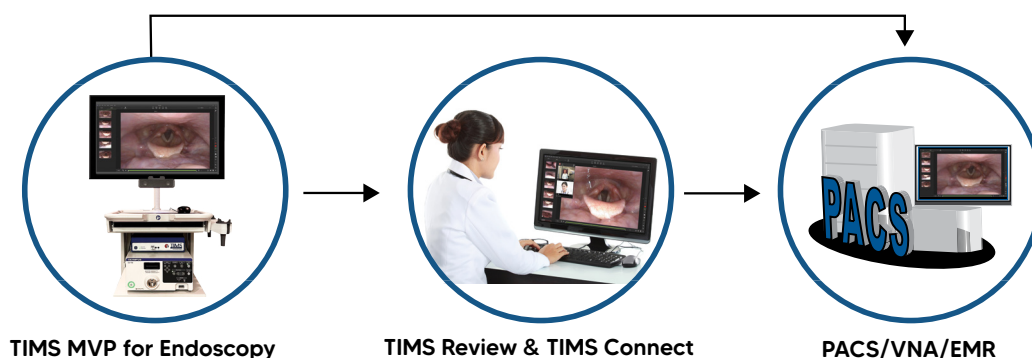 PACS
TIMS MVP for Endoscopy
TIMS Review & TIMS Connect
PACS/VNA/EMR